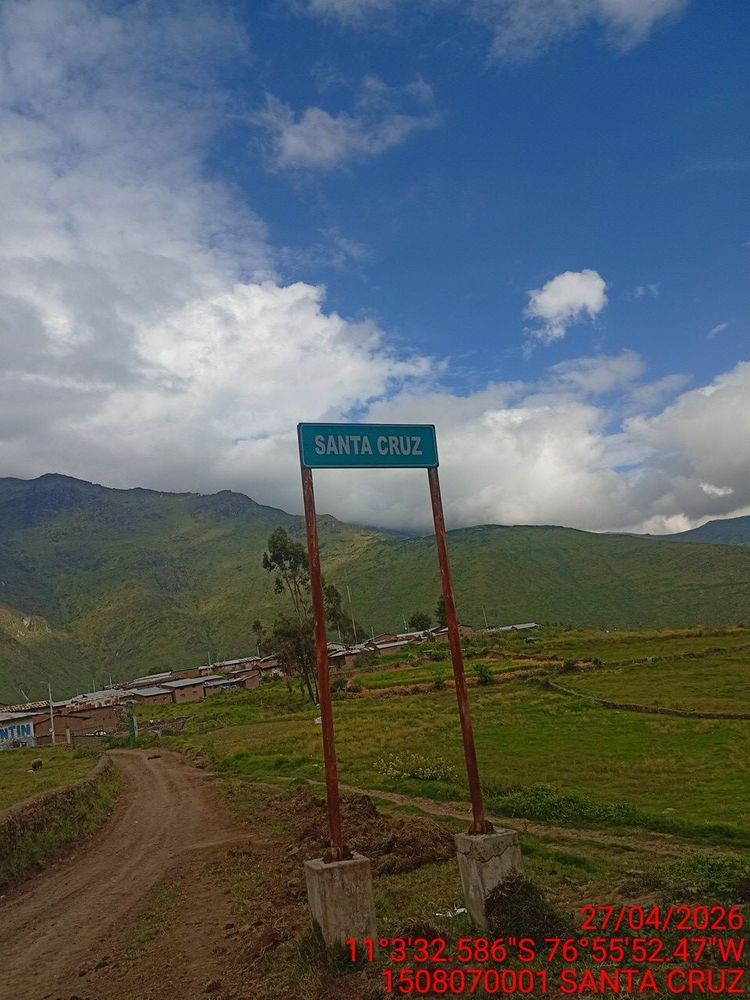 SANTA CRUZ
NTIN
27/04/2026
11°3'32.586"S 76°55'52.47"W
1508070001 SANTA CRUZ